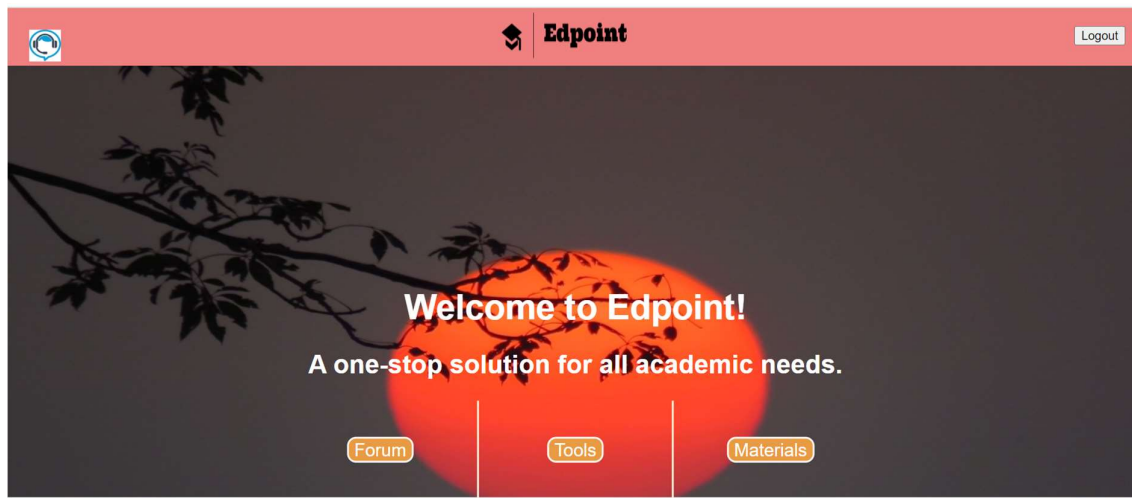 Edpoint
Logout
Welcome to Edpoint!
A one-stop solution for all academic needs.
Forum
Tools
Materials